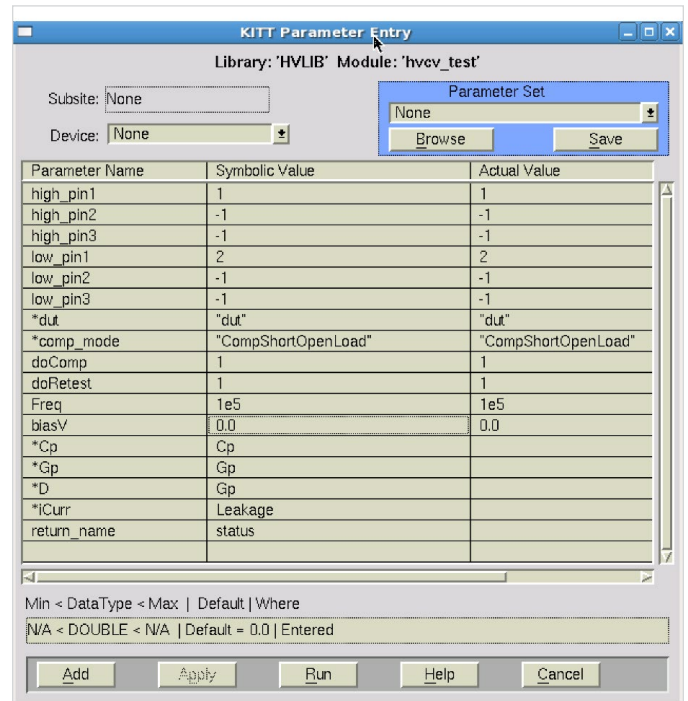 KITT Parameter Entry
Library: 'HVLIB' Module: 'hvcv_test'
Subsite: None
Device: None
Parameter Set
None
Browse Save
Parameter Name Symbolic Value Actual Value
high_pin1 1 1
high_pin2 -1 -1
high_pin3 -1 -1
low_pin1 2 2
low_pin2 -1 -1
low_pin3 -1 -1
*dut "dut" "dut"
*comp_mode "CompShortOpenLoad" "CompShortOpenLoad"
doComp 1 1
doRetest 1 1
Freq 1e5 1e5
biasV 0.0 0.0
*Cp Cp
*Gp Gp
*D Gp
*iCurr Leakage
return_name status
Min < DataType < Max | Default | Where
N/A < DOUBLE < N/A | Default = 0.0 | Entered
Add Apply Run Help Cancel